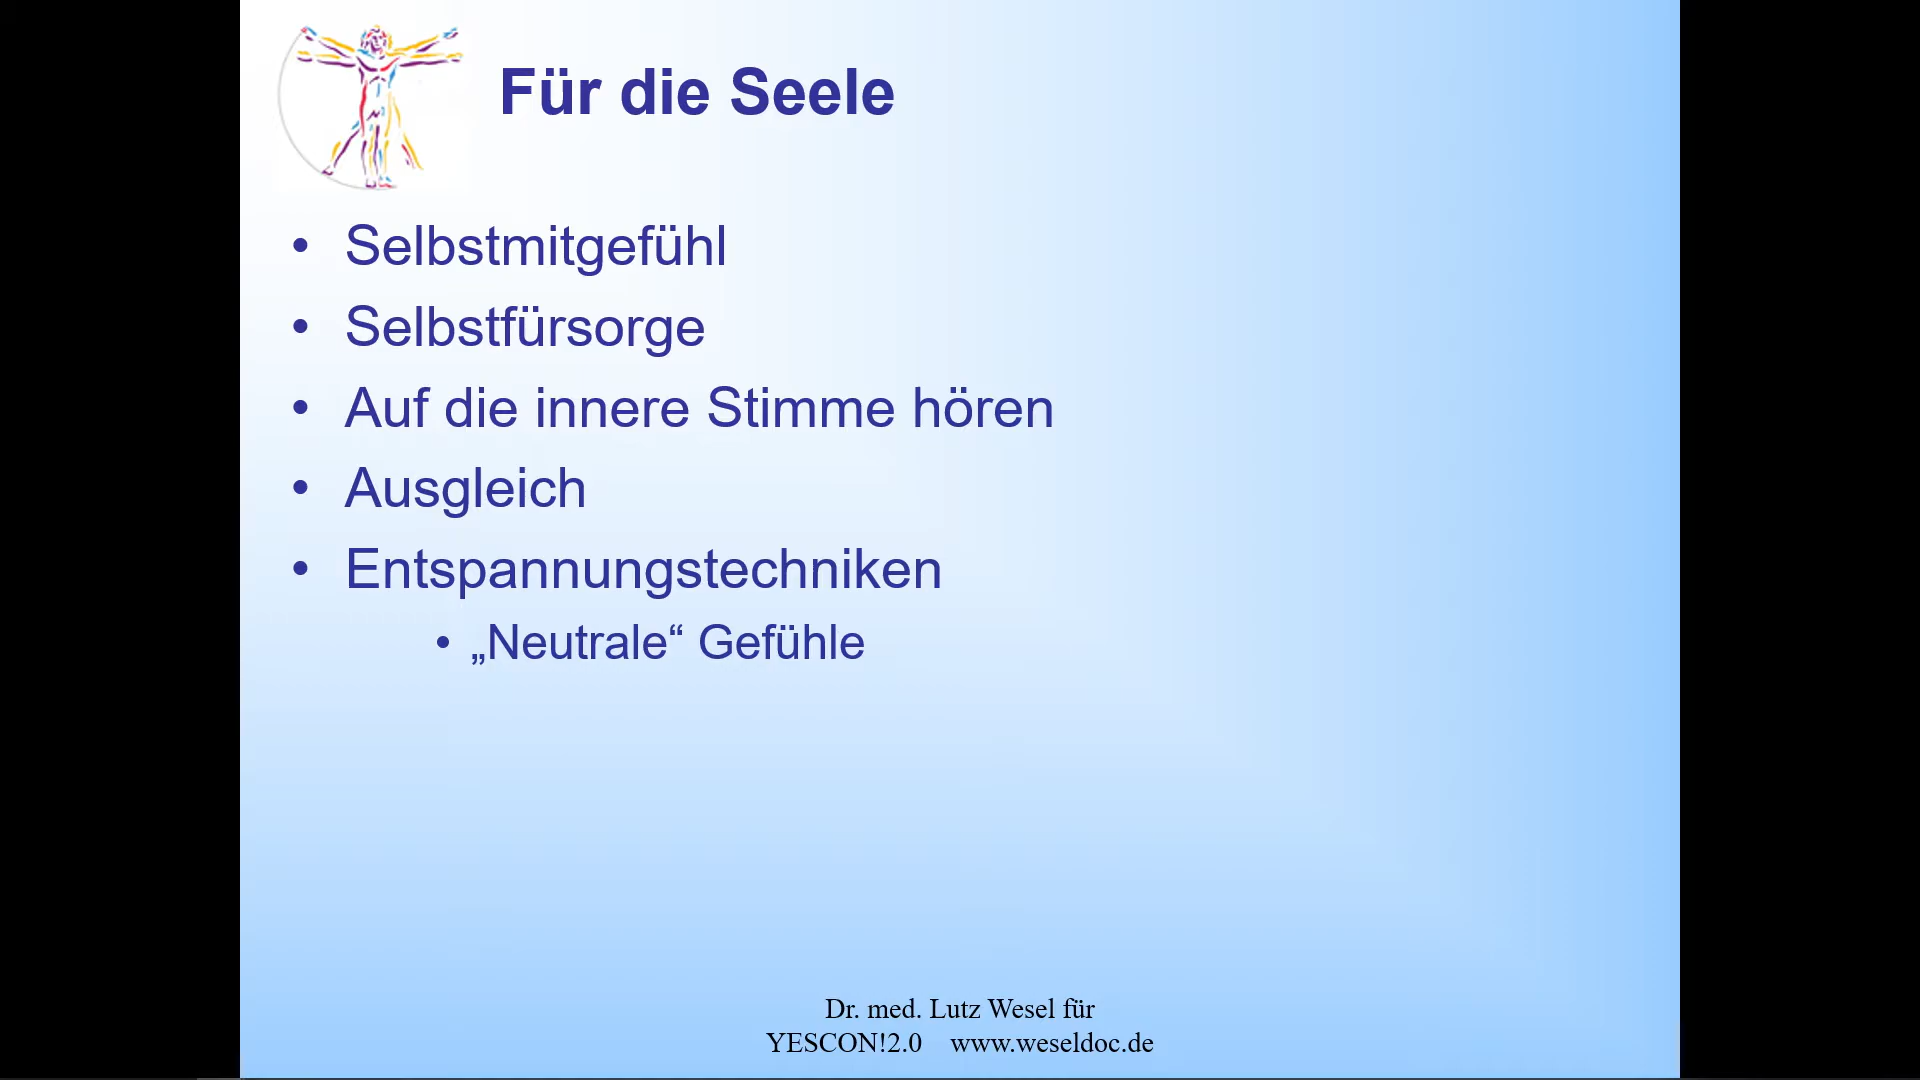 Für die Seele
• Selbstmitgefühl
• Selbstfürsorge
• Auf die innere Stimme hören
• Ausgleich
• Entspannungstechniken
• „Neutrale“ Gefühle
Dr. med. Lutz Wesel für
YESCON!2.0 www.weseldoc.de